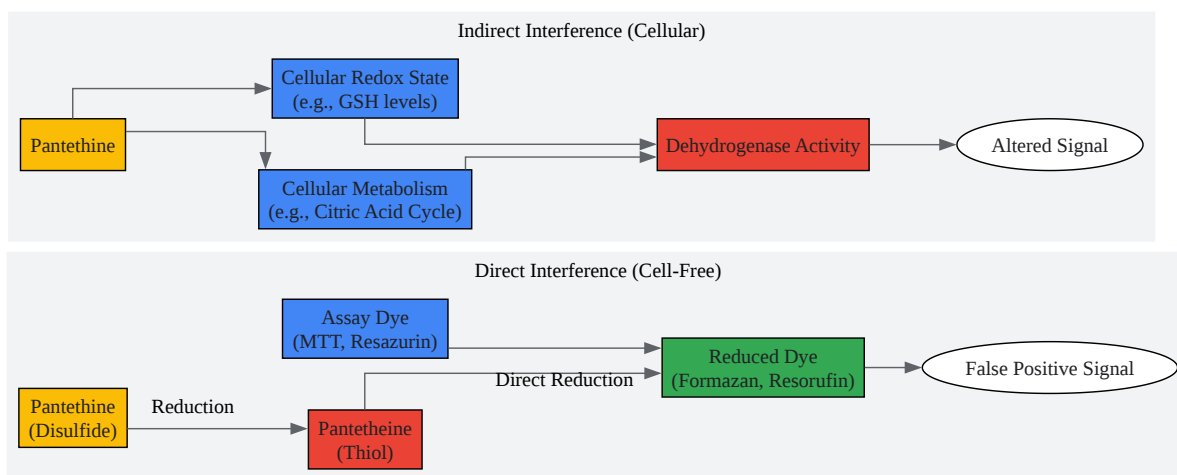 Indirect Interference (Cellular)
Cellular Redox State
(e.g., GSH levels)
Pantethine
Dehydrogenase Activity
Altered Signal
Cellular Metabolism
(e.g., Citric Acid Cycle)
Direct Interference (Cell-Free)
Assay Dye
(MTT, Resazurin)
Reduced Dye
(Formazan, Resorufin)
False Positive Signal
Direct Reduction
Pantethine
(Disulfide)
Reduction
Pantetheine
(Thiol)